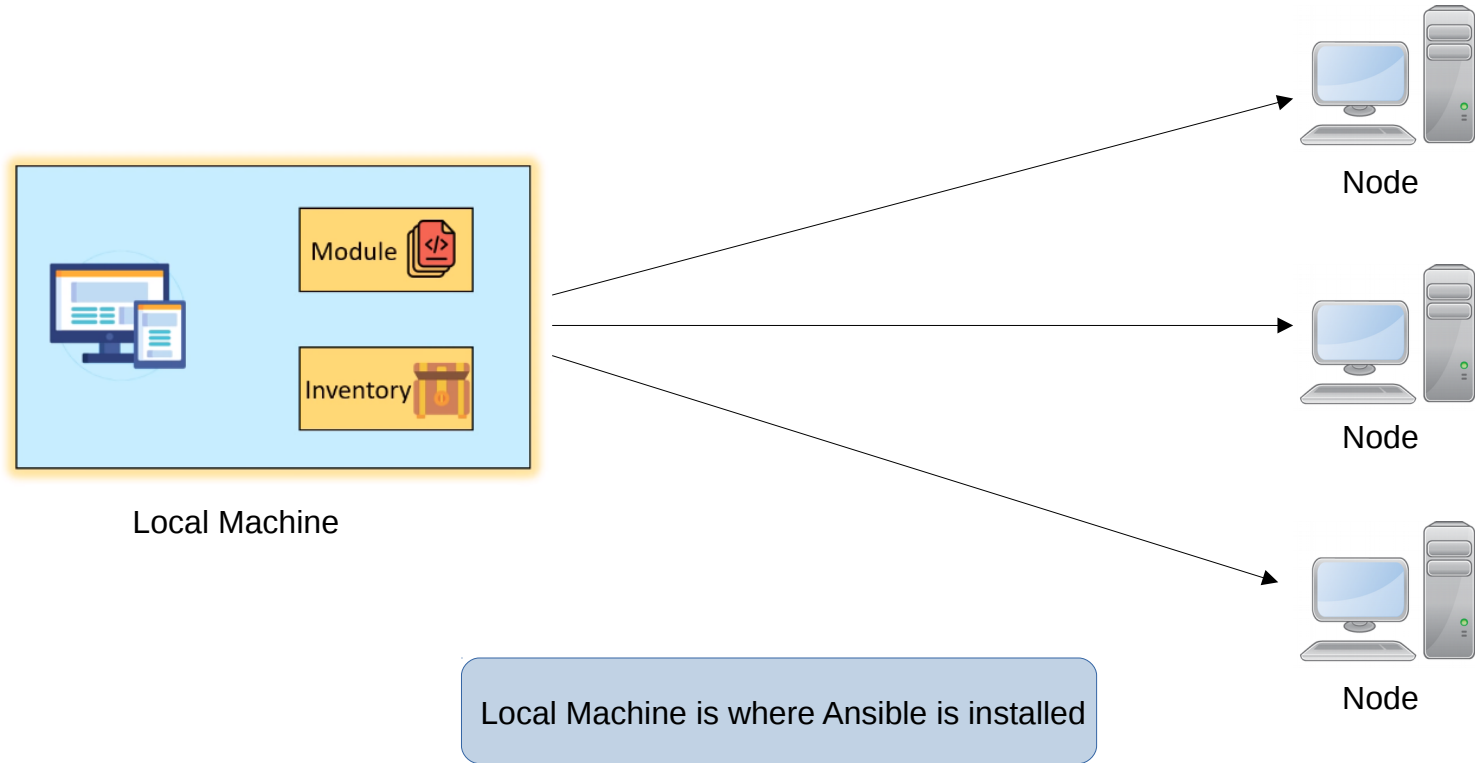 Module
Inventory
Local Machine
Node
Node
Node
Local Machine is where Ansible is installed